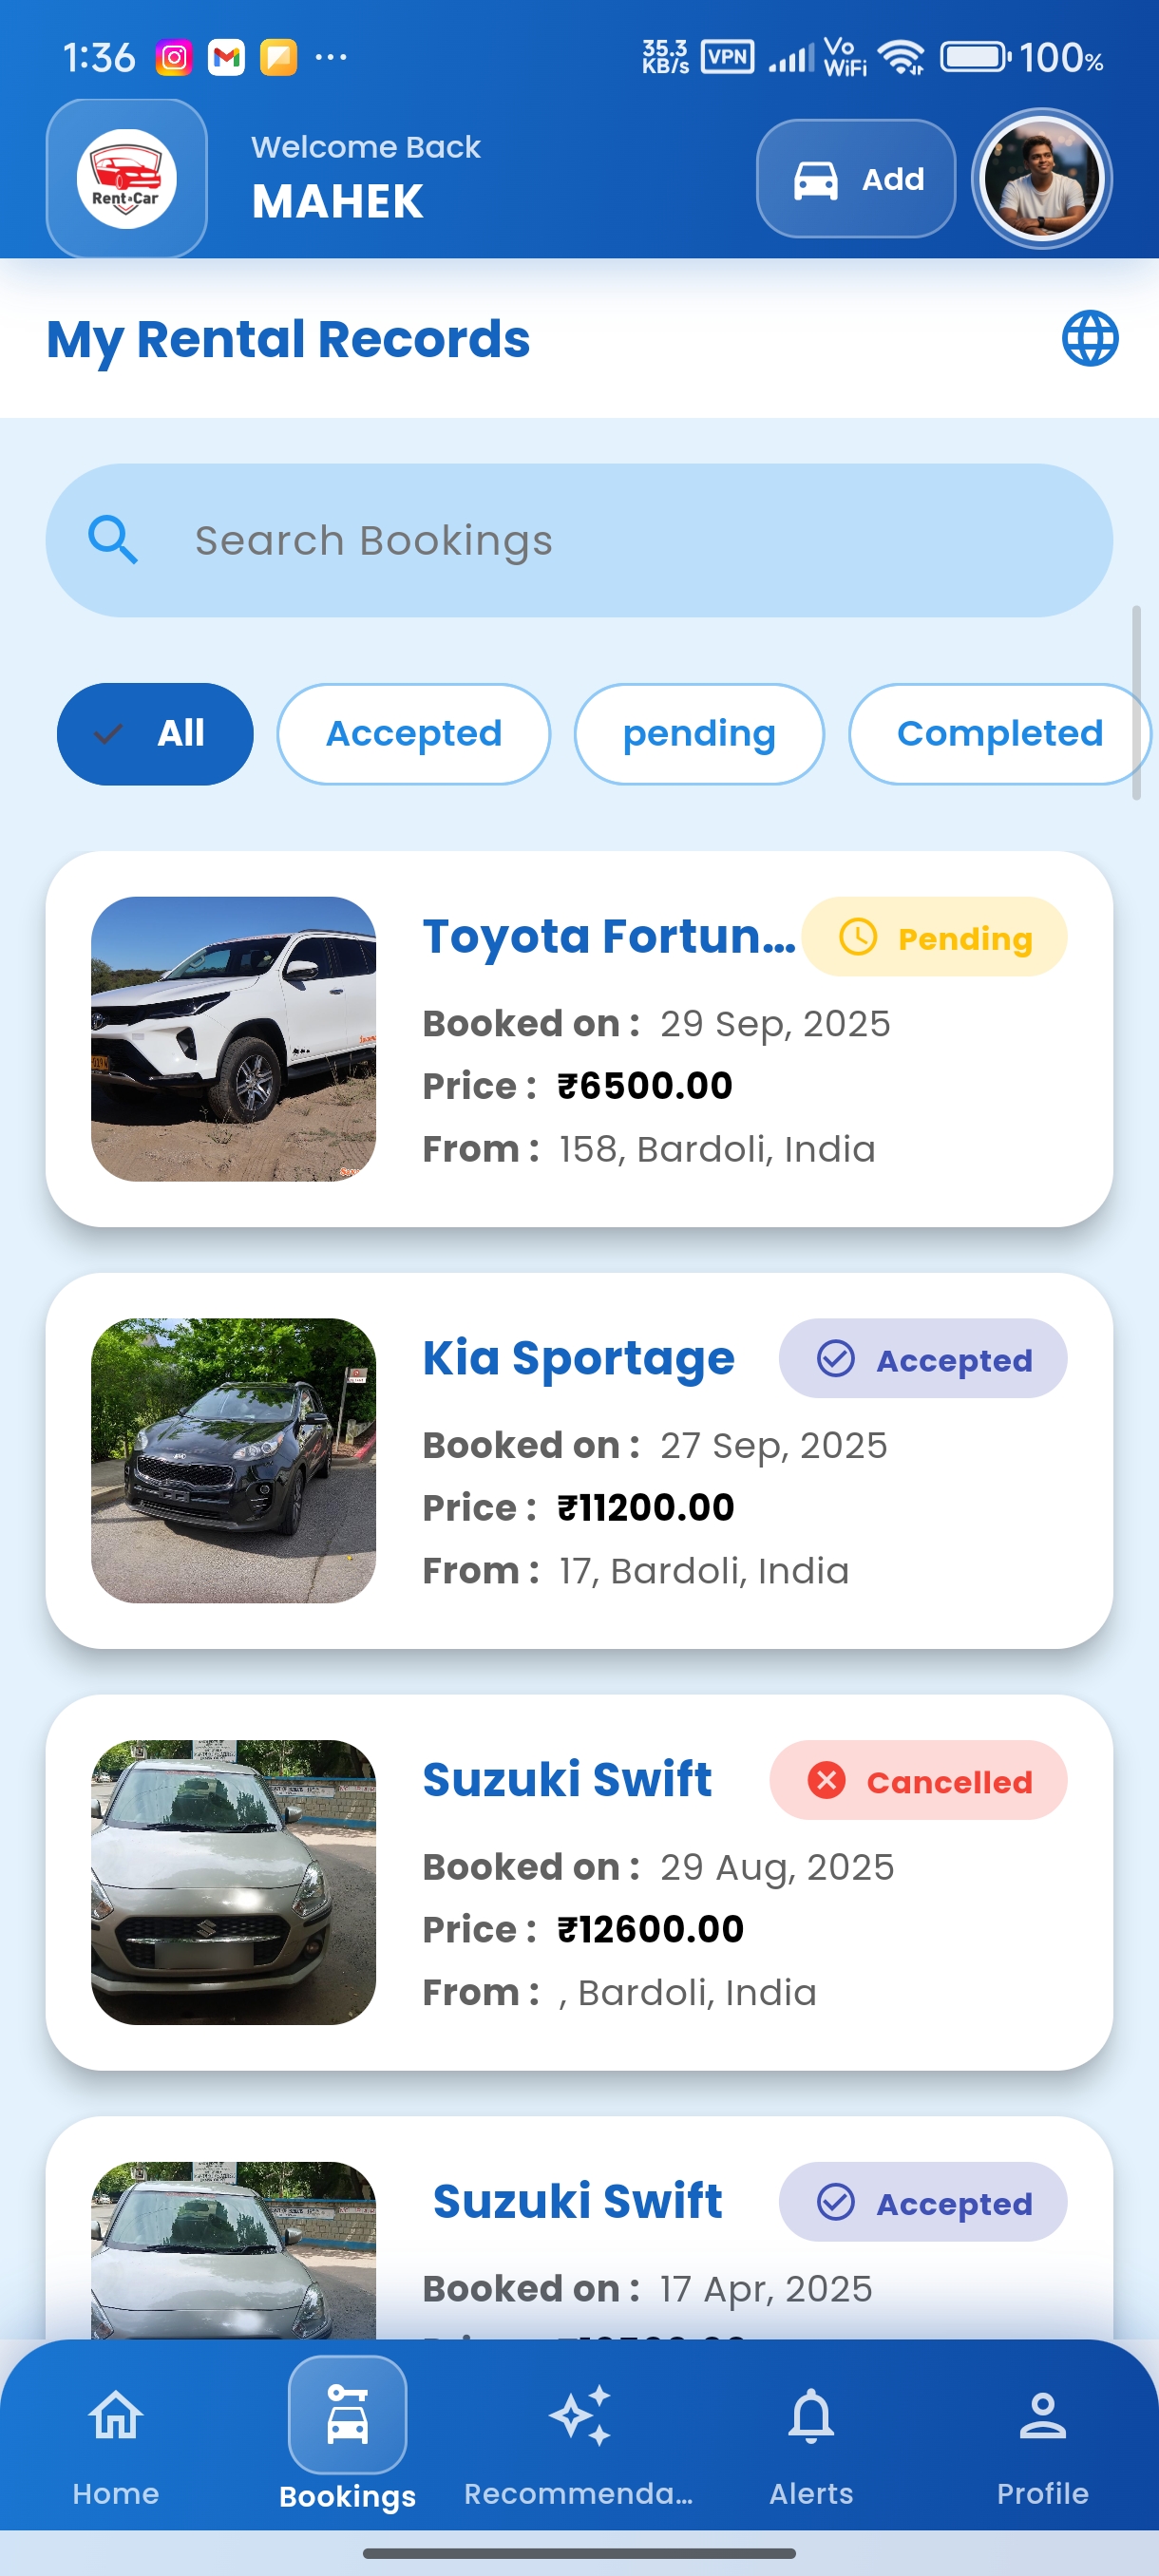 1:36 ... 35.3 KB/s VPN Vo WiFi 100%
Rent Car
Welcome Back
MAHEK
Add
My Rental Records
Search Bookings
All Accepted pending Completed
Toyota Fortun... Pending
Booked on : 29 Sep, 2025
Price : ₹6500.00
From : 158, Bardoli, India
Kia Sportage Accepted
Booked on : 27 Sep, 2025
Price : ₹11200.00
From : 17, Bardoli, India
Suzuki Swift Cancelled
Booked on : 29 Aug, 2025
Price : ₹12600.00
From : , Bardoli, India
Suzuki Swift Accepted
Booked on : 17 Apr, 2025
Home Bookings Recommenda... Alerts Profile